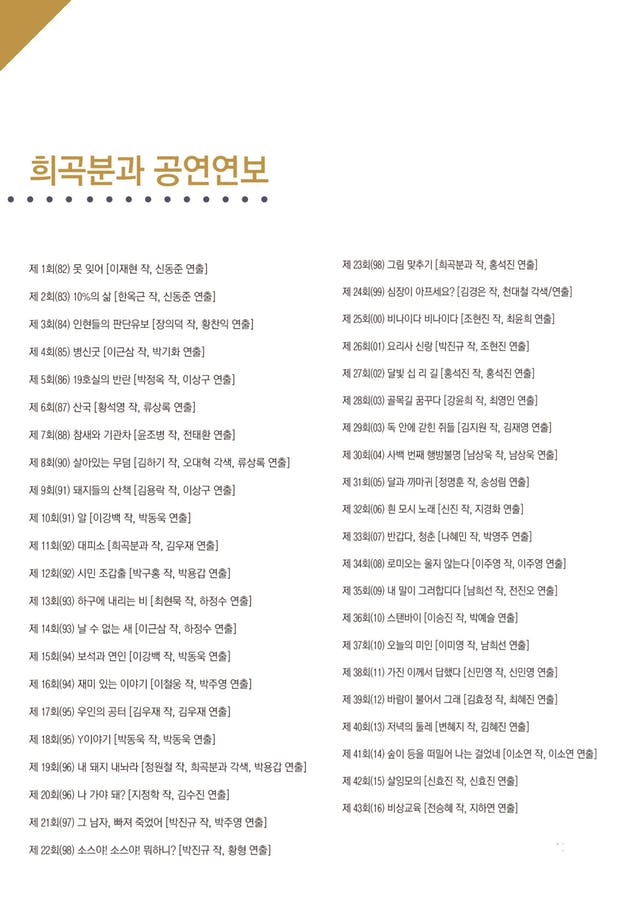 희곡분과 공연연보
제 1회(82) 못 잊어 [이재현 작, 신동준 연출]
제 2회(83) 10%의 삶 [한옥근 작, 신동준 연출]
제 3회(84) 인현들의 판단유보 [장의덕 작, 황찬익 연출]
제 4회(85) 병신굿 [이근삼 작, 박기화 연출]
제 5회(86) 19호실의 반란 [박정옥 작, 이상구 연출]
제 6회(87) 산국 [황석영 작, 류상록 연출]
제 7회(88) 참새와 기관차 [윤조병 작, 전태환 연출]
제 8회(90) 살아있는 무덤 [김하기 작, 오대혁 각색, 류상록 연출]
제 9회(91) 돼지들의 산책 [김용락 작, 이상구 연출]
제 10회(91) 알 [이강백 작, 박동욱 연출]
제 11회(92) 대피소 [희곡분과 작, 김우재 연출]
제 12회(92) 시민 조갑출 [박구홍 작, 박용갑 연출]
제 13회(93) 하구에 내리는 비 [최현묵 작, 하정수 연출]
제 14회(93) 날 수 없는 새 [이근삼 작, 하정수 연출]
제 15회(94) 보석과 연인 [이강백 작, 박동욱 연출]
제 16회(94) 재미 있는 이야기 [이철웅 작, 박주영 연출]
제 17회(95) 우인의 공터 [김우재 작, 김우재 연출]
제 18회(95) Y이야기 [박동욱 작, 박동욱 연출]
제 19회(96) 내 돼지 내놔라 [정원철 작, 희곡분과 각색, 박용갑 연출]
제 20회(96) 나 가야 돼? [지정학 작, 김수진 연출]
제 21회(97) 그 남자, 빠져 죽었어 [박진규 작, 박주영 연출]
제 22회(98) 소스야! 소스야! 뭐하니? [박진규 작, 황형 연출]
제 23회(98) 그림 맞추기 [희곡분과 작, 홍석진 연출]
제 24회(99) 심장이 아프세요? [김경은 작, 천대철 각색/연출]
제 25회(00) 비나이다 비나이다 [조현진 작, 최윤희 연출]
제 26회(01) 요리사 신랑 [박진규 작, 조현진 연출]
제 27회(02) 달빛 십 리 길 [홍석진 작, 홍석진 연출]
제 28회(03) 골목길 꿈꾸다 [강윤희 작, 최영인 연출]
제 29회(03) 독 안에 갇힌 쥐들 [김지원 작, 김재영 연출]
제 30회(04) 사백 번째 행방불명 [남상욱 작, 남상욱 연출]
제 31회(05) 달과 까마귀 [정명훈 작, 송성림 연출]
제 32회(06) 흰 모시 노래 [신진 작, 지경화 연출]
제 33회(07) 반갑다, 청춘 [나혜민 작, 박영주 연출]
제 34회(08) 로미오는 울지 않는다 [이주영 작, 이주영 연출]
제 35회(09) 내 말이 그러합디다 [남희선 작, 전진오 연출]
제 36회(10) 스탠바이 [이승진 작, 박예슬 연출]
제 37회(10) 오늘의 미인 [이미영 작, 남희선 연출]
제 38회(11) 가진 이께서 답했다 [신민영 작, 신민영 연출]
제 39회(12) 바람이 불어서 그래 [김효정 작, 최혜진 연출]
제 40회(13) 저녁의 둘레 [변혜지 작, 김혜진 연출]
제 41회(14) 숲이 등을 떠밀어 나는 걸었네 [이소연 작, 이소연 연출]
제 42회(15) 살잉모의 [신효진 작, 신효진 연출]
제 43회(16) 비상교육 [전승혜 작, 지하연 연출]